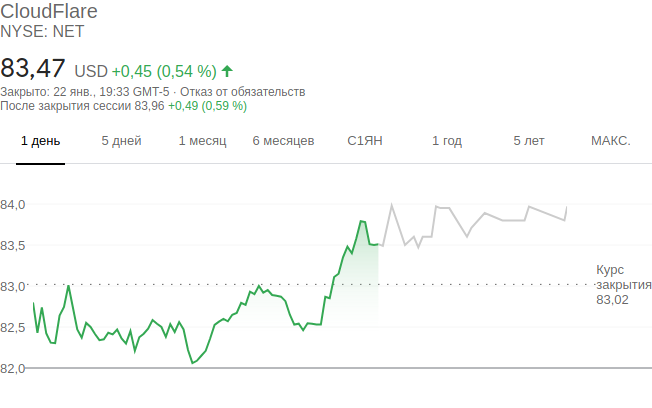 CloudFlare
NYSE: NET
83,47 USD +0,45 (0,54 %)
Закрыто: 22 янв., 19:33 GMT-5 · Отказ от обязательств
После закрытия сессии 83,96 +0,49 (0,59 %)
1 день 5 дней 1 месяц 6 месяцев С1ЯН 1 год 5 лет МАКС.
84,0
83,5
83,0
82,5
82,0
Курс
закрытия
83,02